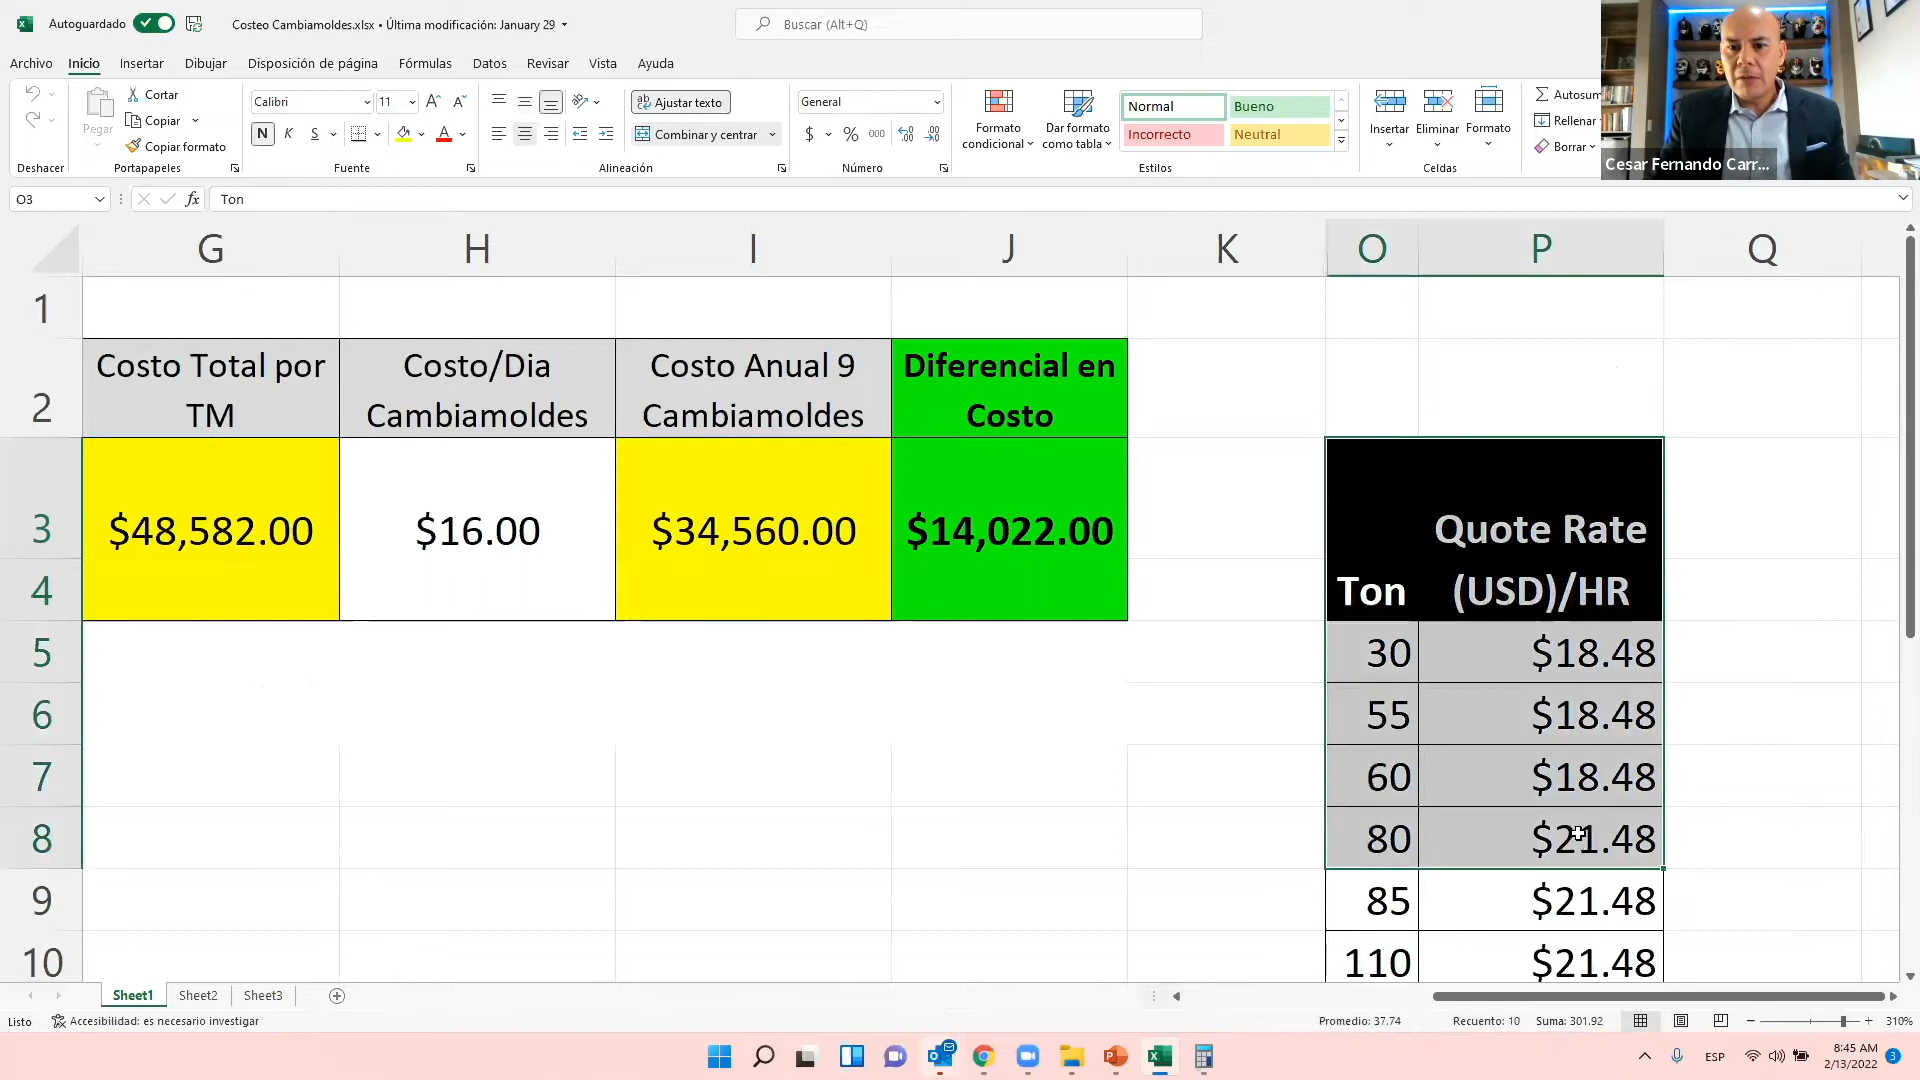 Autoguardado
Costeo Cambiamoldes.xlsx • Última modificación: January 29
Buscar (Alt+Q)
Archivo Inicio Insertar Dibujar Disposición de página Fórmulas Datos Revisar Vista Ayuda
Pegar
Cortar
Copiar
Copiar formato
Calibri 11
N K S
Ajustar texto
Combinar y centrar
General
$ % 000
Formato condicional
Dar formato como tabla
Normal Bueno
Incorrecto Neutral
Insertar Eliminar Formato
Autosum
Rellenar
Borrar
Deshacer Portapapeles Fuente Alineación Número Estilos Celdas
Cesar Fernando Carr...
O3 fx Ton
G H I J K O P Q
1
2 Costo Total por TM Costo/Dia Cambiamoldes Costo Anual 9 Cambiamoldes Diferencial en Costo
3 $48,582.00 $16.00 $34,560.00 $14,022.00
4 Ton Quote Rate (USD)/HR
5 30 $18.48
6 55 $18.48
7 60 $18.48
8 80 $21.48
9 85 $21.48
10 110 $21.48
Sheet1 Sheet2 Sheet3
Listo Accesibilidad: es necesario investigar Promedio: 37.74 Recuento: 10 Suma: 301.92 310%
ESP 8:45 AM
2/13/2022 3